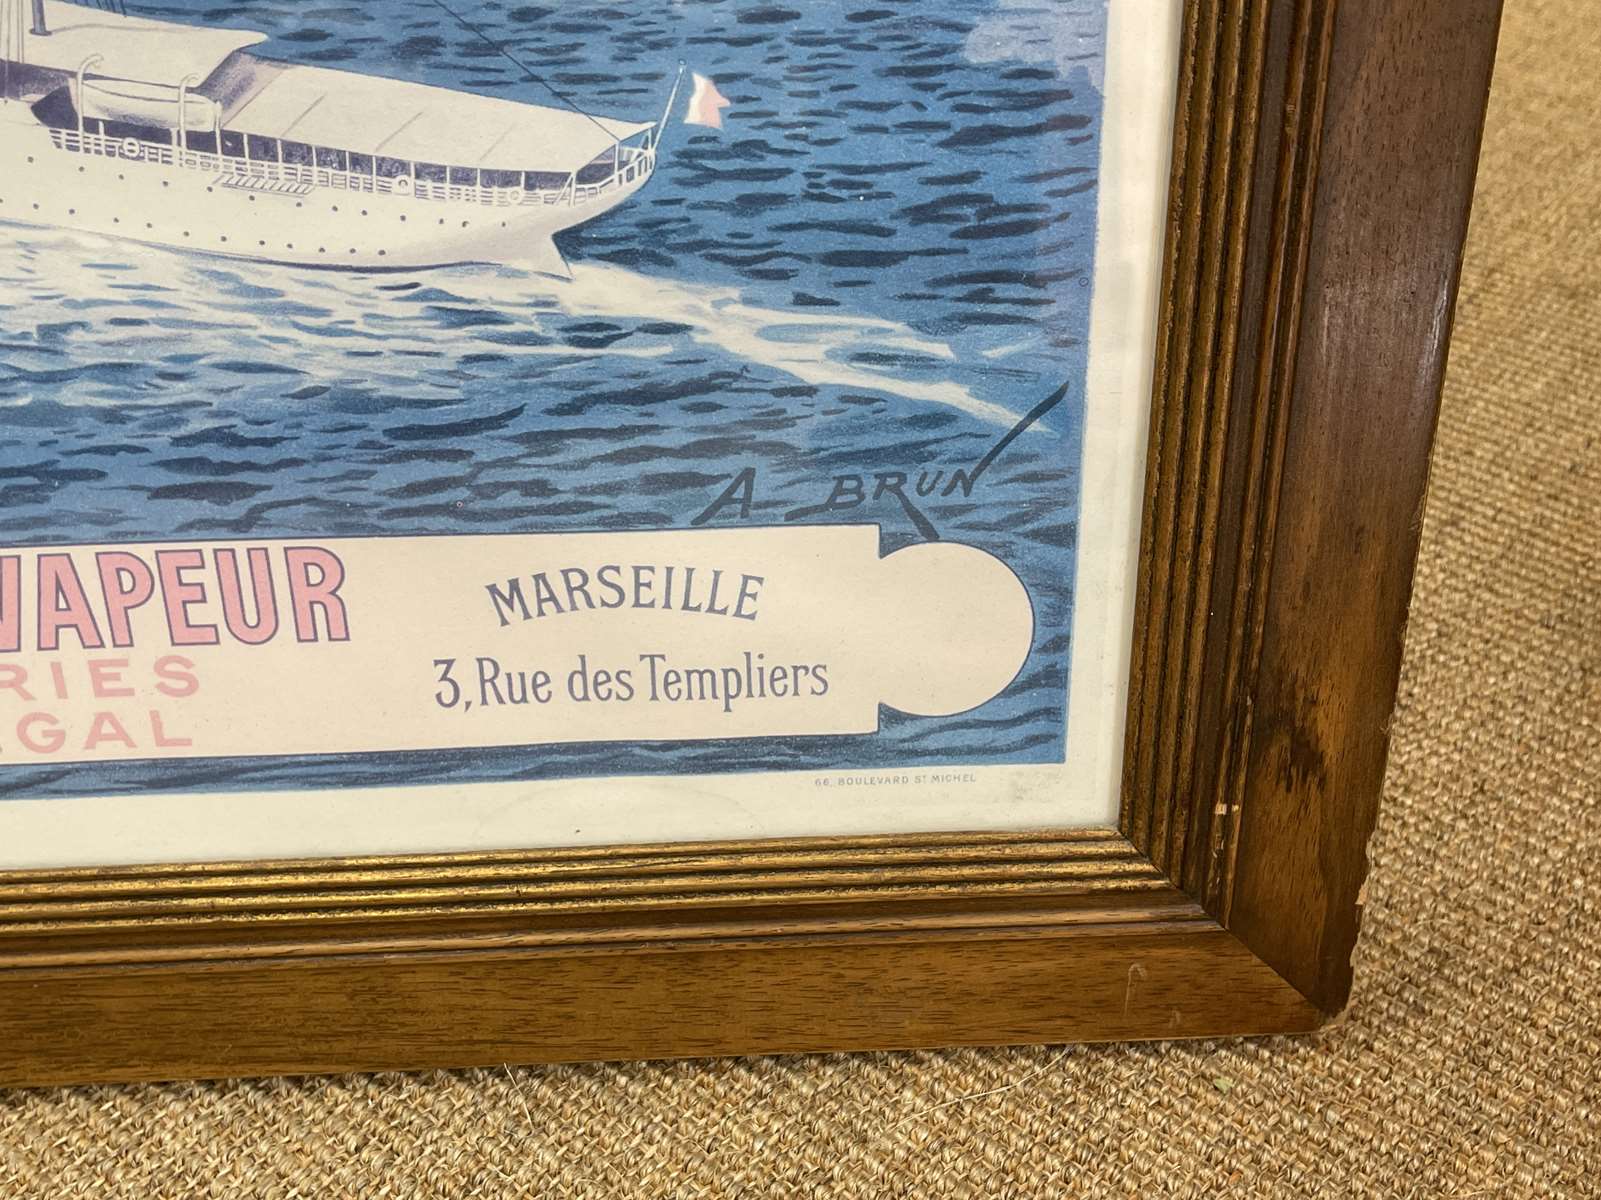 A BRUN
VAPEUR
RIES
GAL
MARSEILLE
3, Rue des Templiers
66, BOULEVARD ST MICHEL